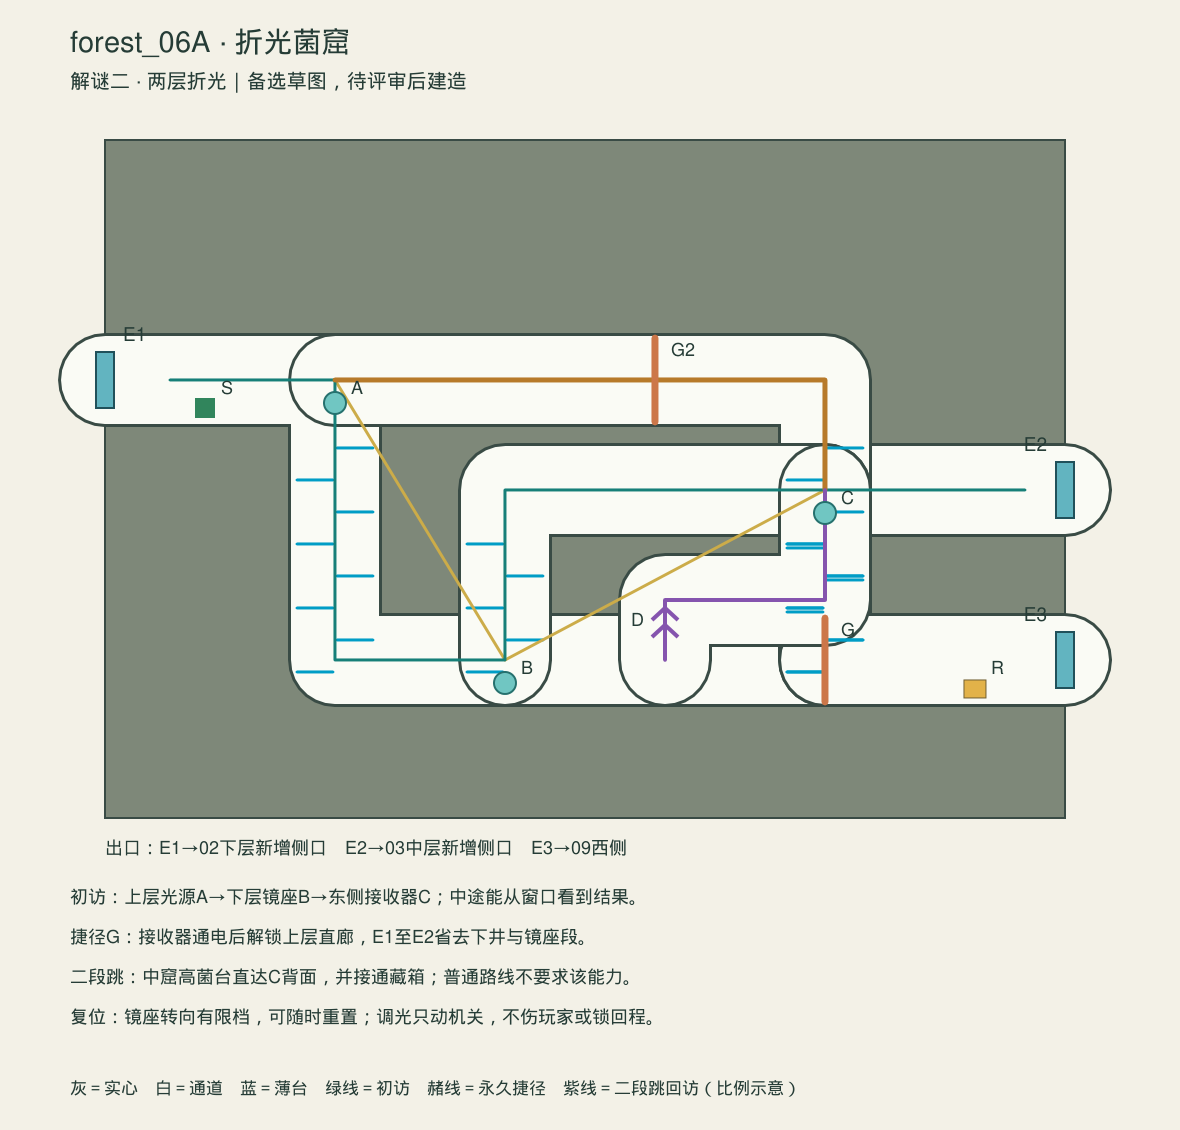 forest_06A · 折光菌窟
解谜二 · 两层折光｜备选草图，待评审后建造
E1
G2
S
A
E2
C
E3
D
G
B
R
出口：E1→02下层新增侧口　E2→03中层新增侧口　E3→09西侧
初访：上层光源A→下层镜座B→东侧接收器C；中途能从窗口看到结果。
捷径G：接收器通电后解锁上层直廊，E1至E2省去下井与镜座段。
二段跳：中窟高菌台直达C背面，并接通藏箱；普通路线不要求该能力。
复位：镜座转向有限档，可随时重置；调光只动机关，不伤玩家或锁回程。
灰＝实心　白＝通道　蓝＝薄台　绿线＝初访　赭线＝永久捷径　紫线＝二段跳回访（比例示意）